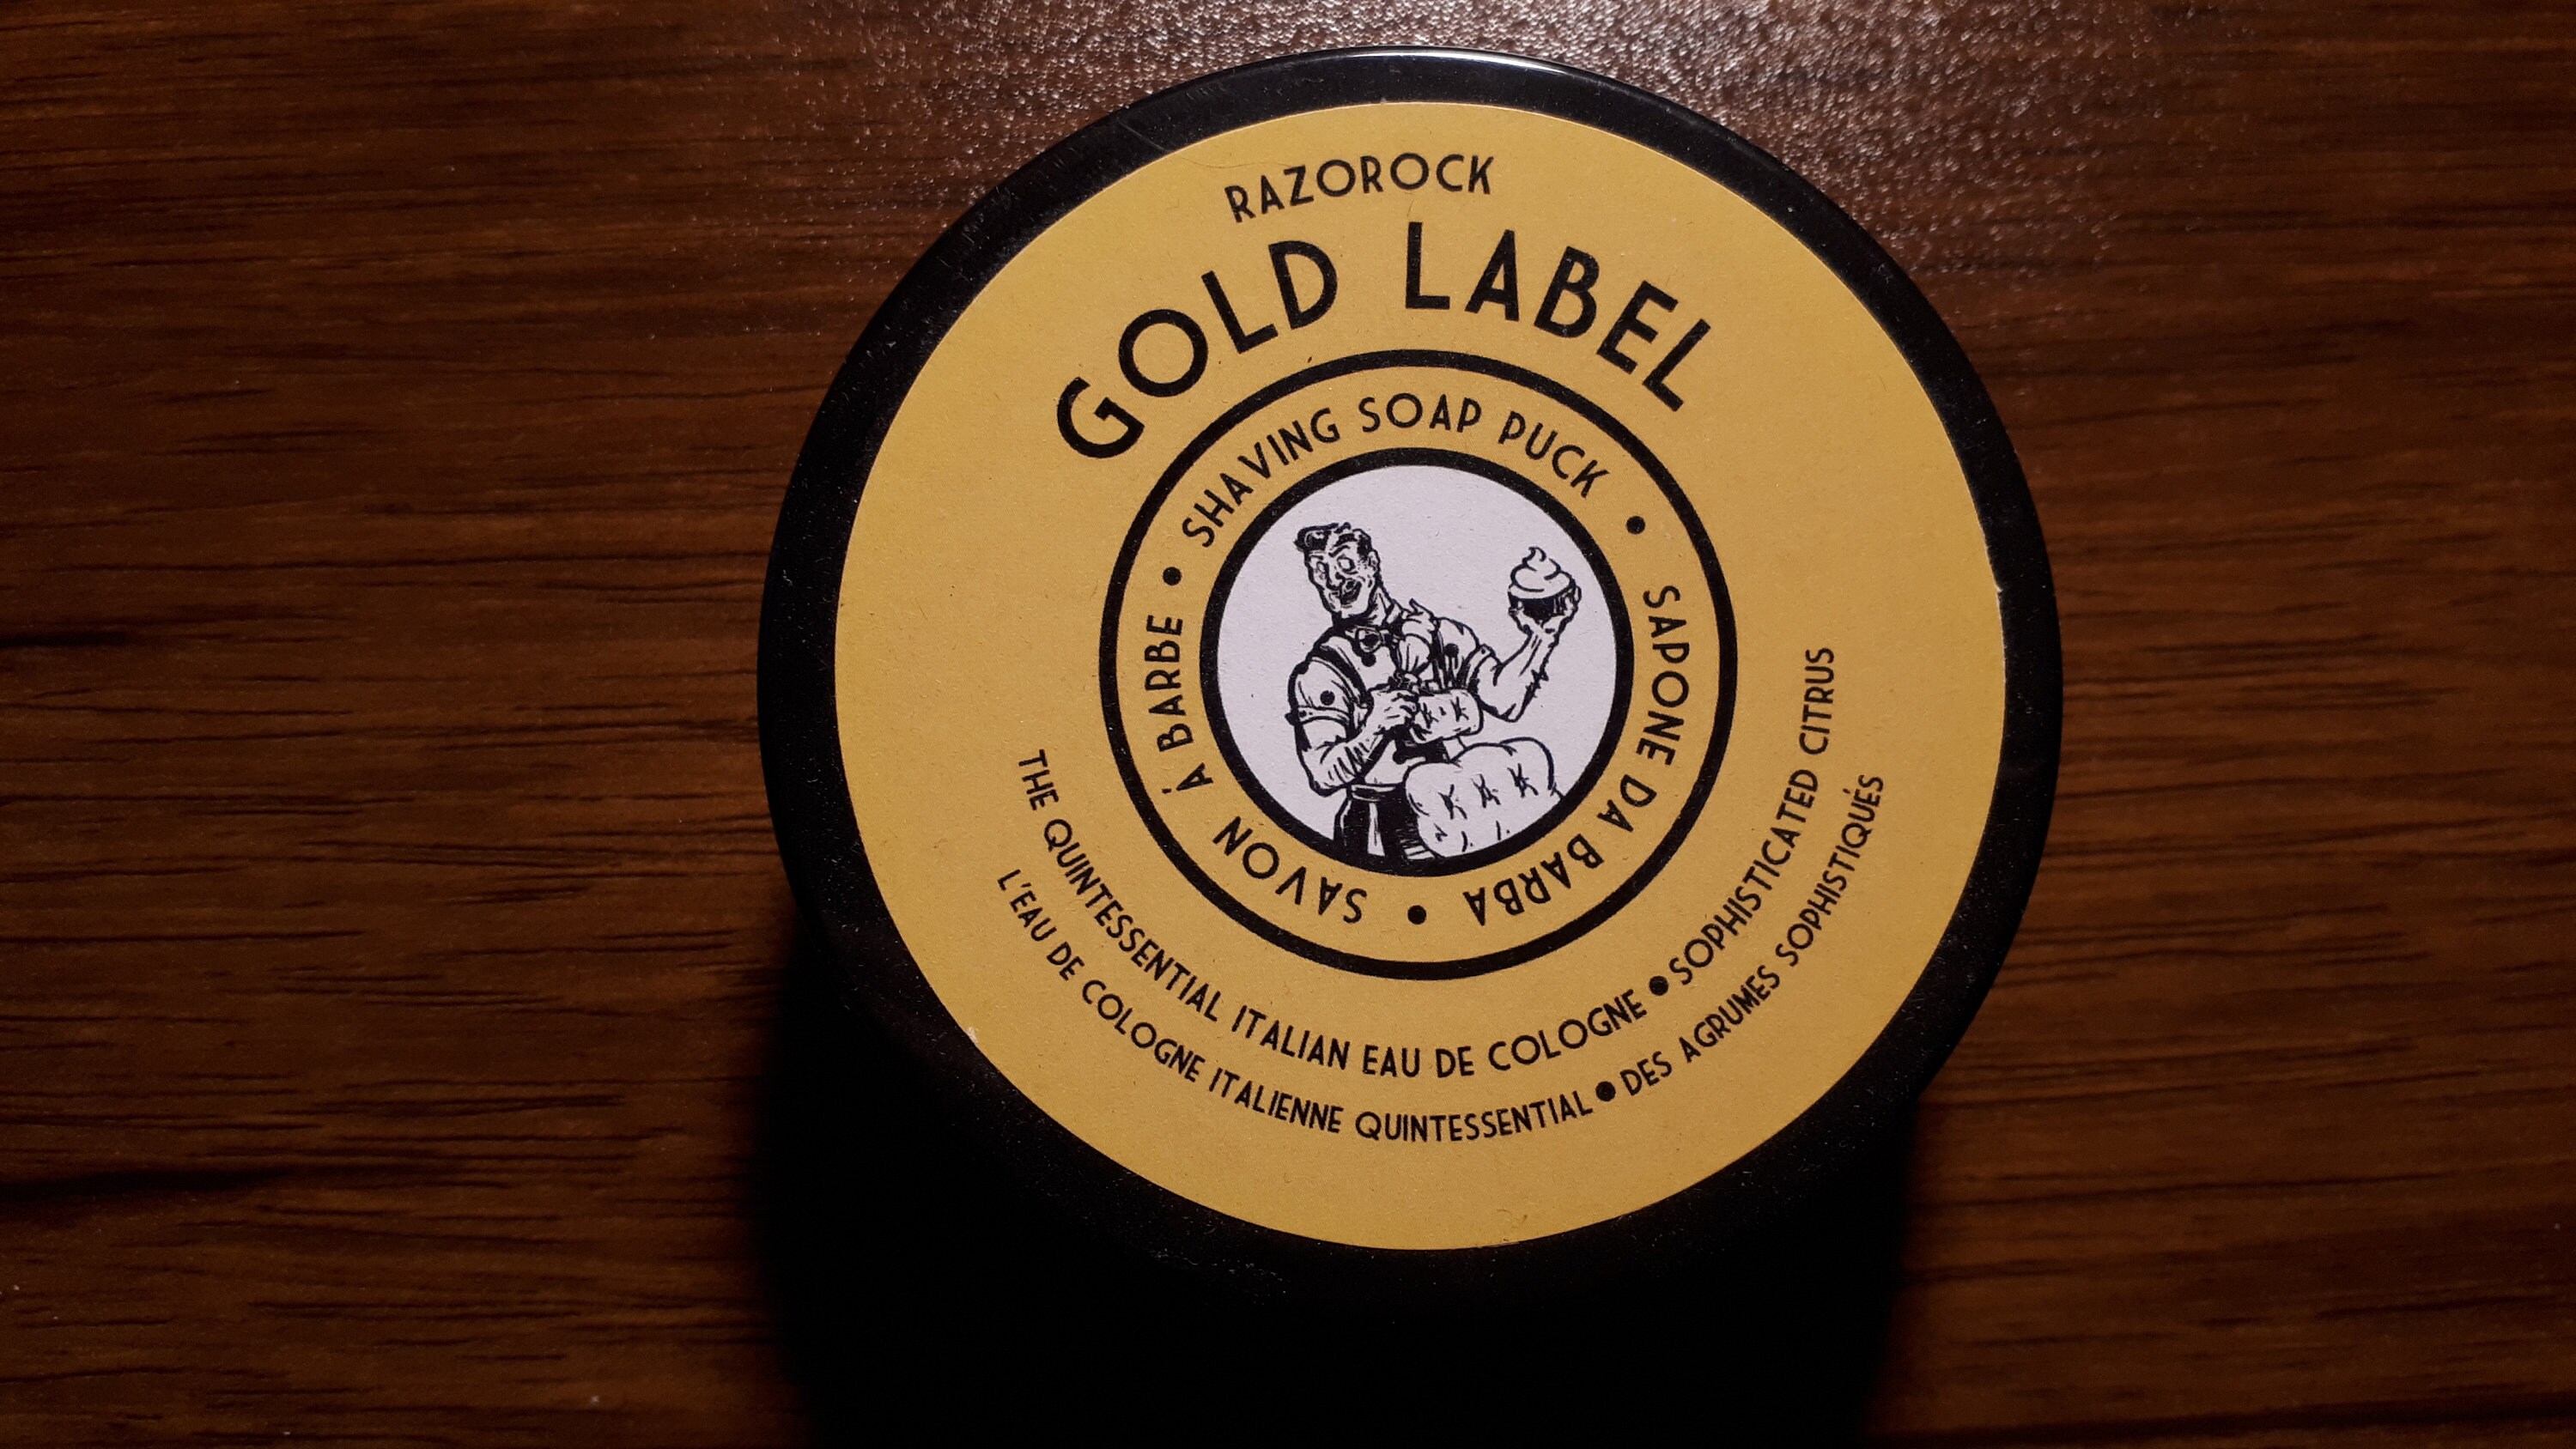 RAZOROCK
GOLD LABEL
• SHAVING SOAP PUCK • SAPONE DA BARBA • SAVON À BARBE
THE QUINTESSENTIAL ITALIAN EAU DE COLOGNE • SOPHISTICATED CITRUS
L'EAU DE COLOGNE ITALIENNE QUINTESSENTIAL • DES AGRUMES SOPHISTIQUÉS